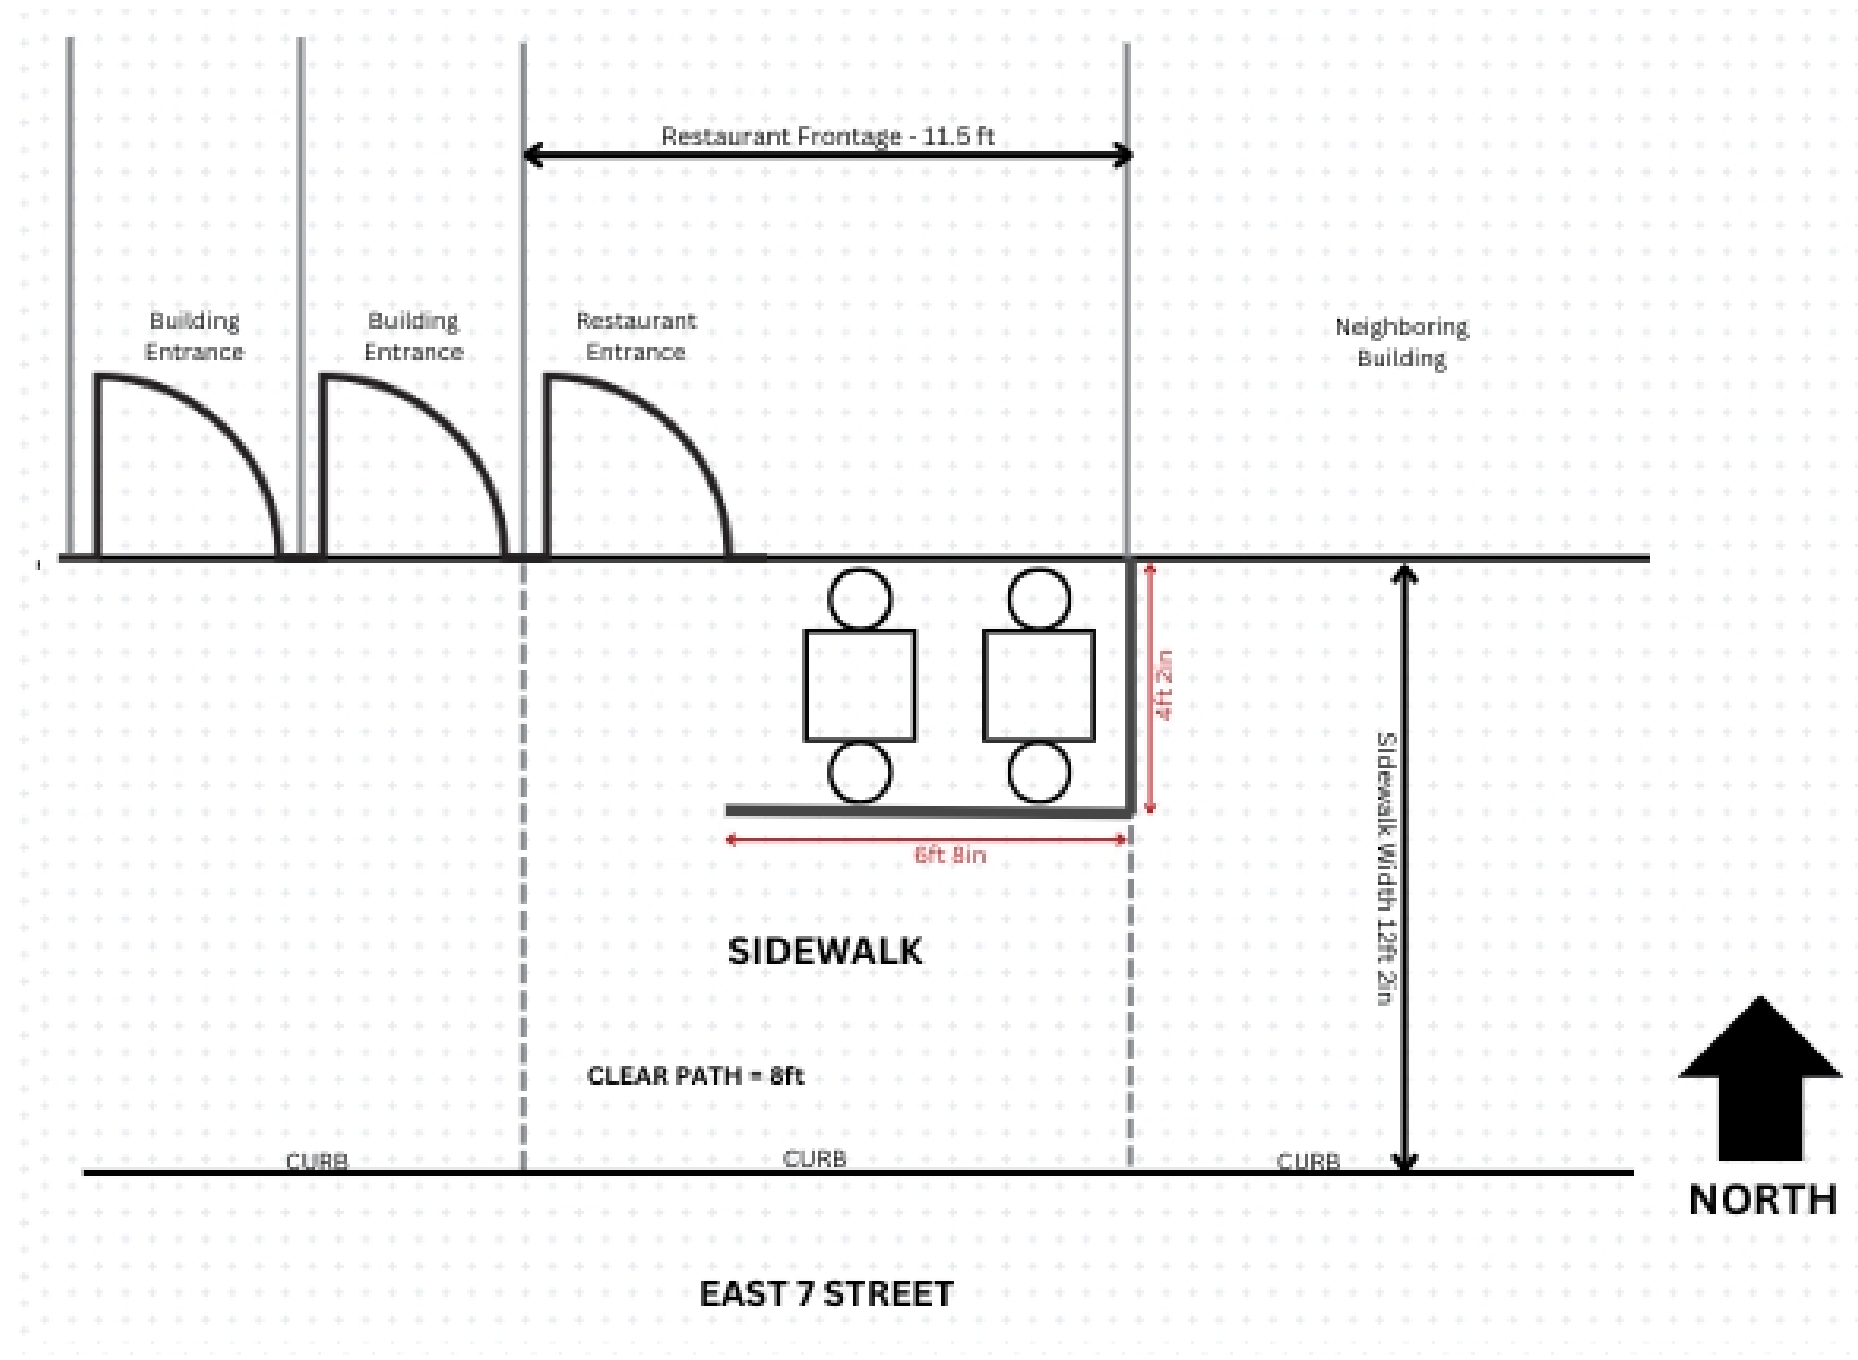 Restaurant Frontage - 11.5 ft
Building
Entrance
Building
Entrance
Restaurant
Entrance
Neighboring
Building
4ft 2in
6ft 8in
Sidewalk Width 12ft 2in
SIDEWALK
CLEAR PATH = 8ft
CURB
CURB
CURB
NORTH
EAST 7 STREET